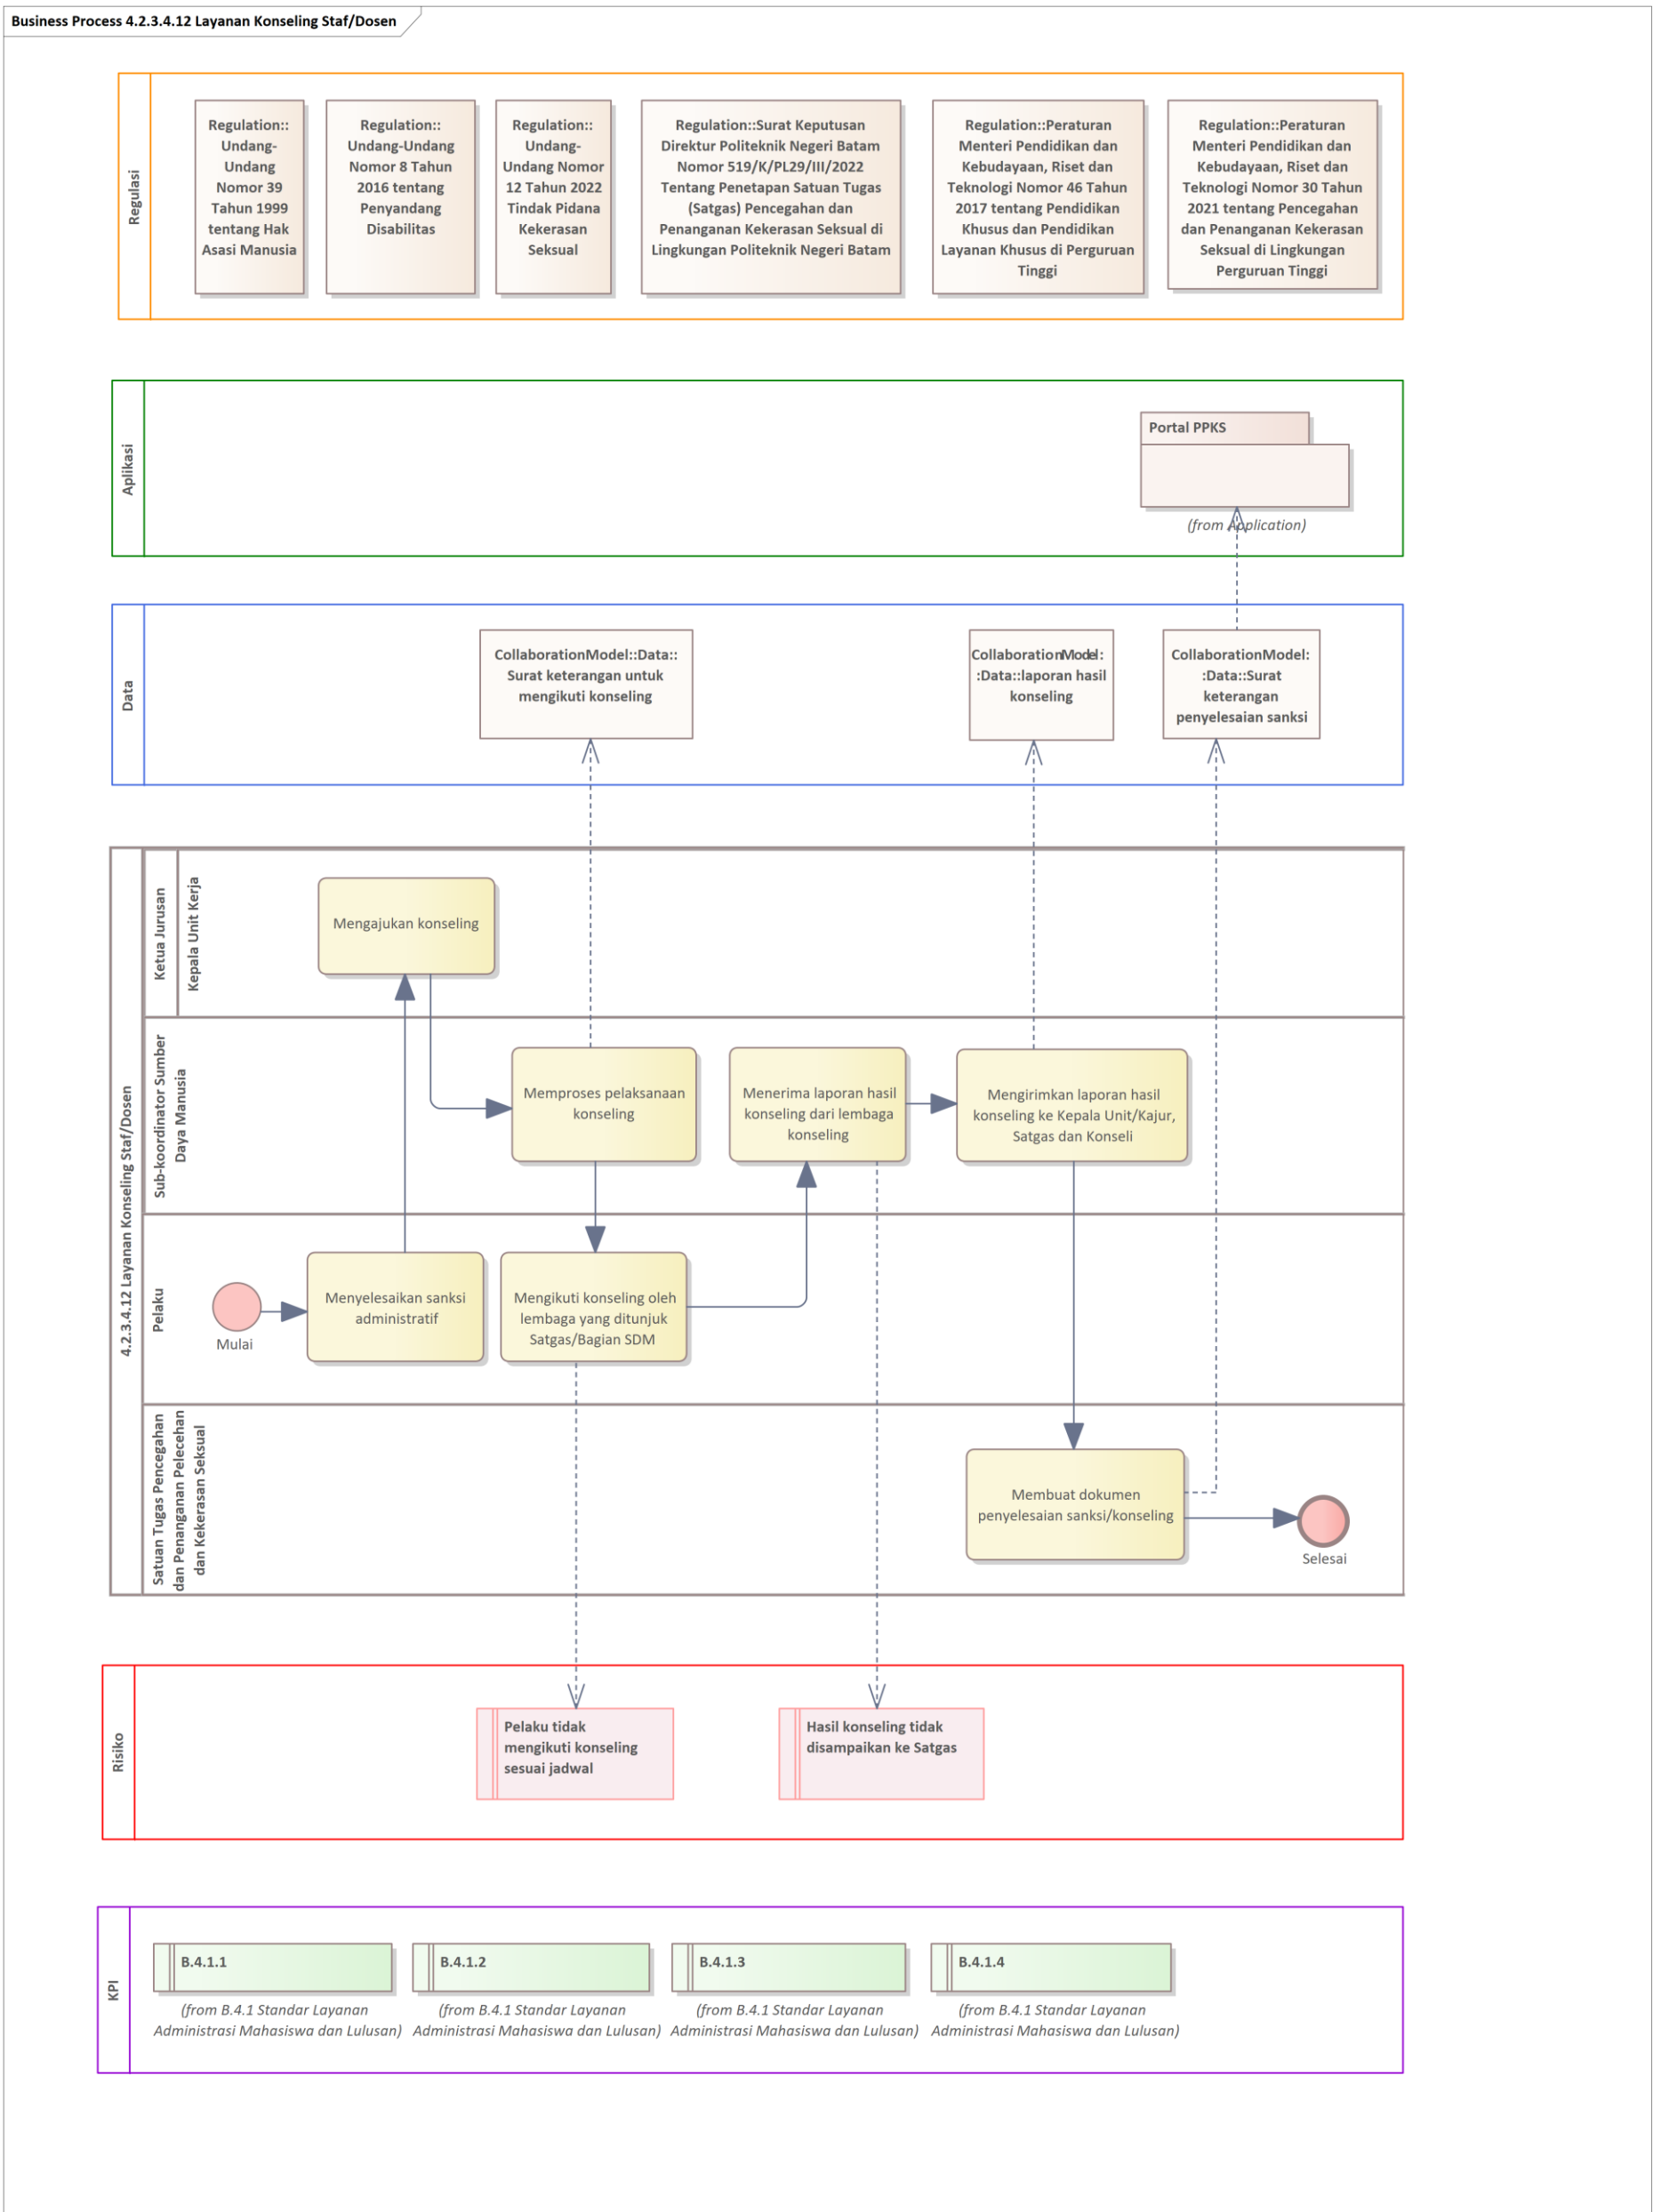 Business Process 4.2.3.4.12 Layanan Konseling Staf/Dosen
Regulasi
Regulation::
Undang-
Undang
Nomor 39
Tahun 1999
tentang Hak
Asasi Manusia
Regulation::
Undang-Undang
Nomor 8 Tahun
2016 tentang
Penyandang
Disabilitas
Regulation::
Undang-
Undang Nomor
12 Tahun 2022
Tindak Pidana
Kekerasan
Seksual
Regulation::Surat Keputusan
Direktur Politeknik Negeri Batam
Nomor 519/K/PL29/III/2022
Tentang Penetapan Satuan Tugas
(Satgas) Pencegahan dan
Penanganan Kekerasan Seksual di
Lingkungan Politeknik Negeri Batam
Regulation::Peraturan
Menteri Pendidikan dan
Kebudayaan, Riset dan
Teknologi Nomor 46 Tahun
2017 tentang Pendidikan
Khusus dan Pendidikan
Layanan Khusus di Perguruan
Tinggi
Regulation::Peraturan
Menteri Pendidikan dan
Kebudayaan, Riset dan
Teknologi Nomor 30 Tahun
2021 tentang Pencegahan
dan Penanganan Kekerasan
Seksual di Lingkungan
Perguruan Tinggi
Aplikasi
Portal PPKS
(from Application)
Data
CollaborationModel::Data::
Surat keterangan untuk
mengikuti konseling
CollaborationModel:
:Data::laporan hasil
konseling
CollaborationModel:
:Data::Surat
keterangan
penyelesaian sanksi
4.2.3.4.12 Layanan Konseling Staf/Dosen
Ketua Jurusan
Kepala Unit Kerja
Mengajukan konseling
Sub-koordinator Sumber
Daya Manusia
Memproses pelaksanaan
konseling
Menerima laporan hasil
konseling dari lembaga
konseling
Mengirimkan laporan hasil
konseling ke Kepala Unit/Kajur,
Satgas dan Konseli
Pelaku
Mulai
Menyelesaikan sanksi
administratif
Mengikuti konseling oleh
lembaga yang ditunjuk
Satgas/Bagian SDM
Satuan Tugas Pencegahan
dan Penanganan Pelecehan
dan Kekerasan Seksual
Membuat dokumen
penyelesaian sanksi/konseling
Selesai
Risiko
Pelaku tidak
mengikuti konseling
sesuai jadwal
Hasil konseling tidak
disampaikan ke Satgas
KPI
B.4.1.1
(from B.4.1 Standar Layanan
Administrasi Mahasiswa dan Lulusan)
B.4.1.2
(from B.4.1 Standar Layanan
Administrasi Mahasiswa dan Lulusan)
B.4.1.3
(from B.4.1 Standar Layanan
Administrasi Mahasiswa dan Lulusan)
B.4.1.4
(from B.4.1 Standar Layanan
Administrasi Mahasiswa dan Lulusan)